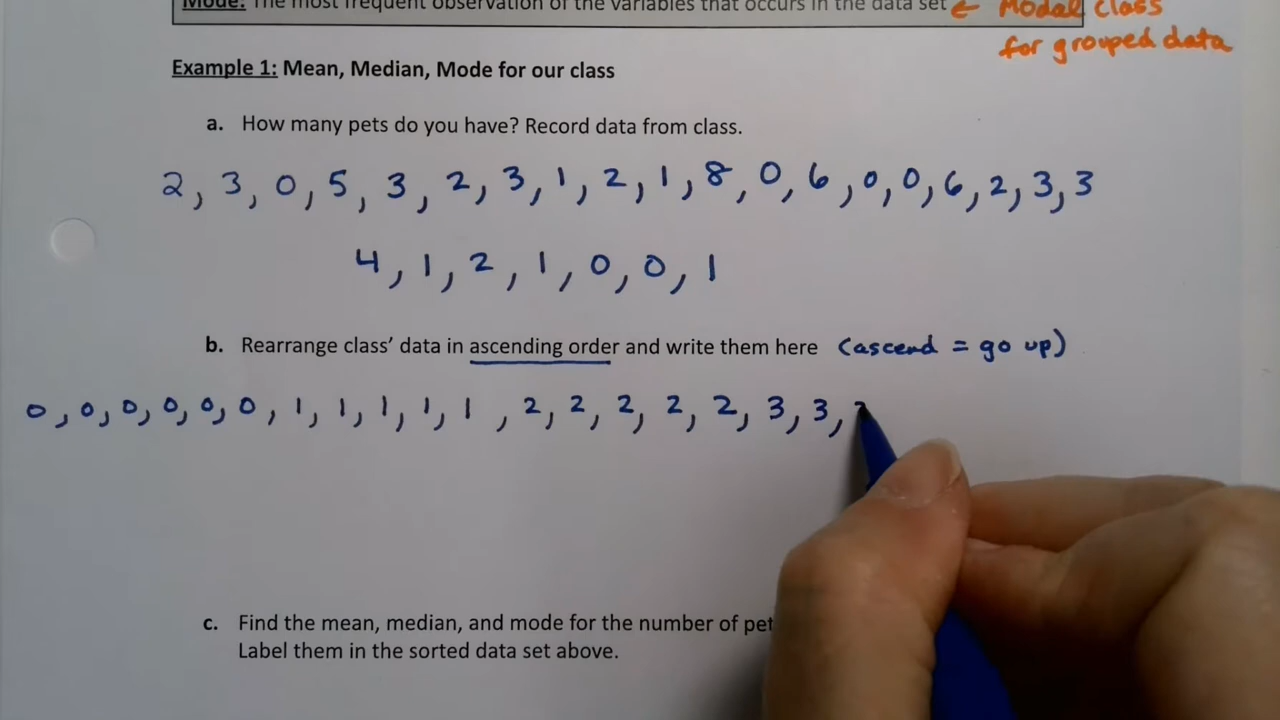 Mode: The most frequent observation of the variables that occurs in the data set ← Modal class
for grouped data
Example 1: Mean, Median, Mode for our class
a. How many pets do you have? Record data from class.
2, 3, 0, 5, 3, 2, 3, 1, 2, 1, 8, 0, 6, 0, 0, 6, 2, 3, 3
4, 1, 2, 1, 0, 0, 1
b. Rearrange class' data in ascending order and write them here (ascend = go up)
0, 0, 0, 0, 0, 0, 1, 1, 1, 1, 1, 2, 2, 2, 2, 2, 3, 3,
c. Find the mean, median, and mode for the number of pet
Label them in the sorted data set above.